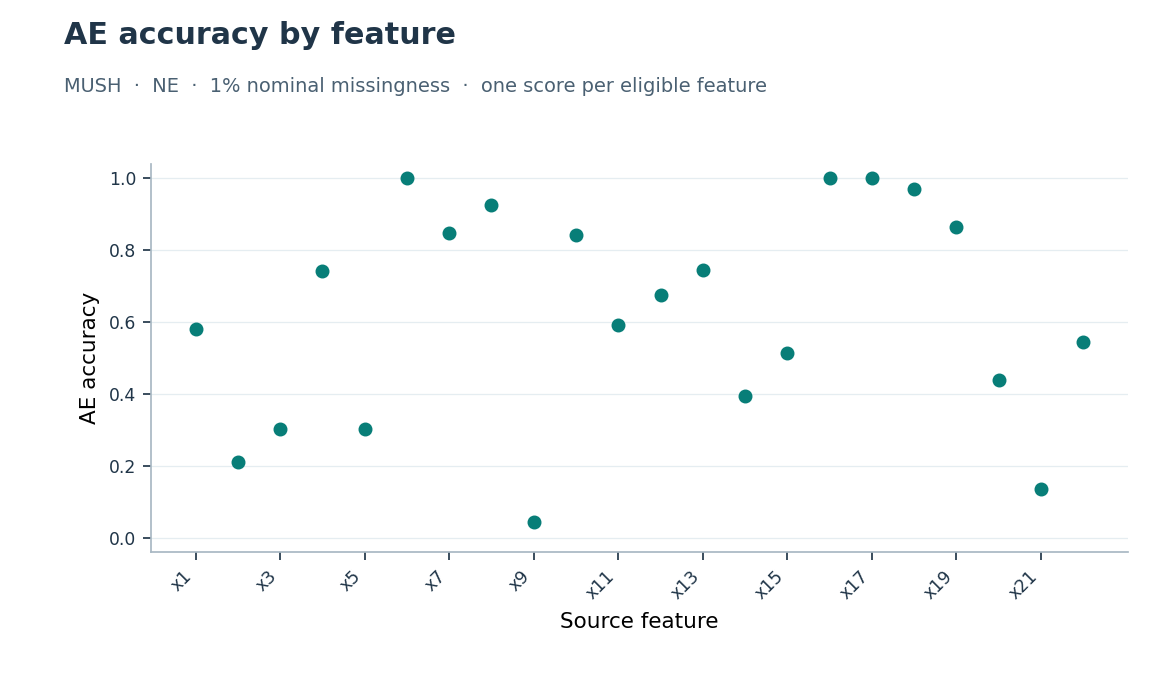 AE accuracy by feature
MUSH · NE · 1% nominal missingness · one score per eligible feature
AE accuracy
1.0
0.8
0.6
0.4
0.2
0.0
x1 x3 x5 x7 x9 x11 x13 x15 x17 x19 x21
Source feature